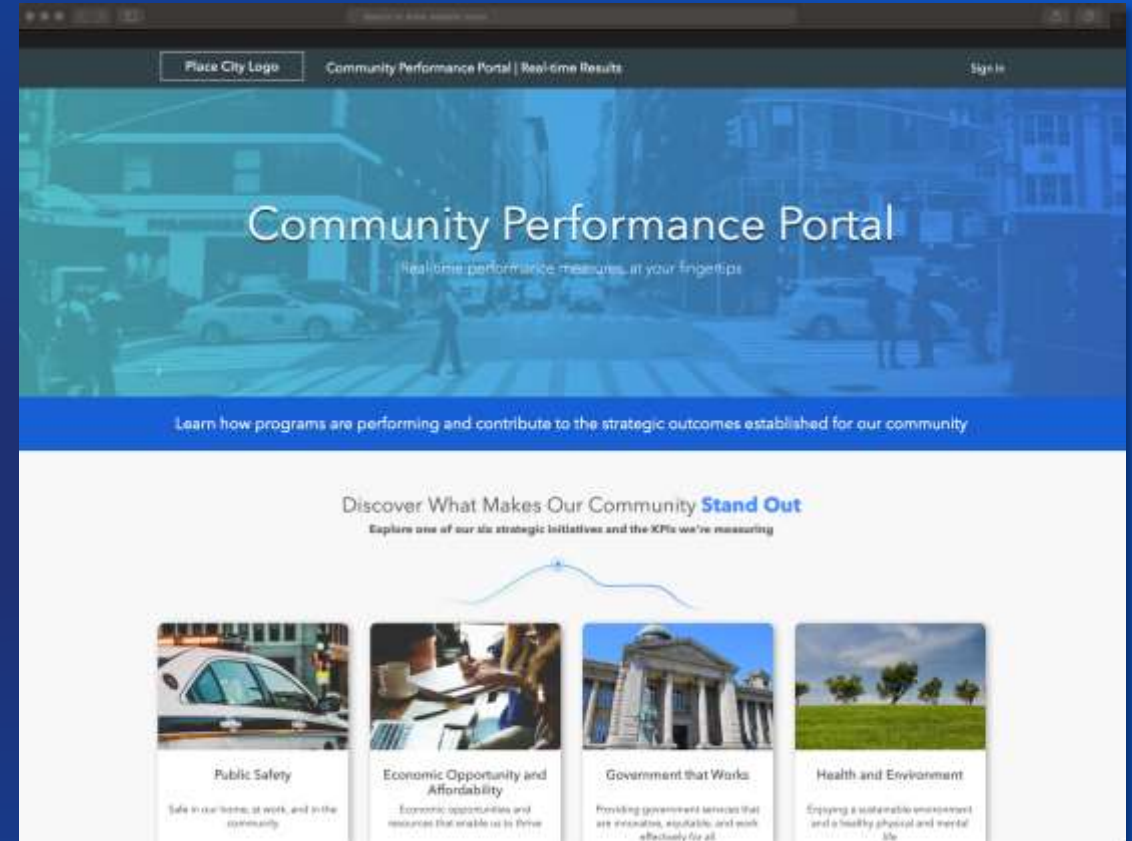 Place City Logo
Community Performance Portal | Real-time Results
Sign In
Community Performance Portal
Real-time performance measures, at your fingertips
Learn how programs are performing and contribute to the strategic outcomes established for our community
Discover What Makes Our Community Stand Out
Explore one of our six strategic initiatives and the KPIs we're measuring
Public Safety
Safe in our home, at work, and in the
community
Economic Opportunity and
Affordability
Economic opportunities and
resources that enable us to thrive
Government that Works
Providing government services that
are innovative, equitable, and work
effectively for all
Health and Environment
Enjoying a sustainable environment
and a healthy physical and mental
life